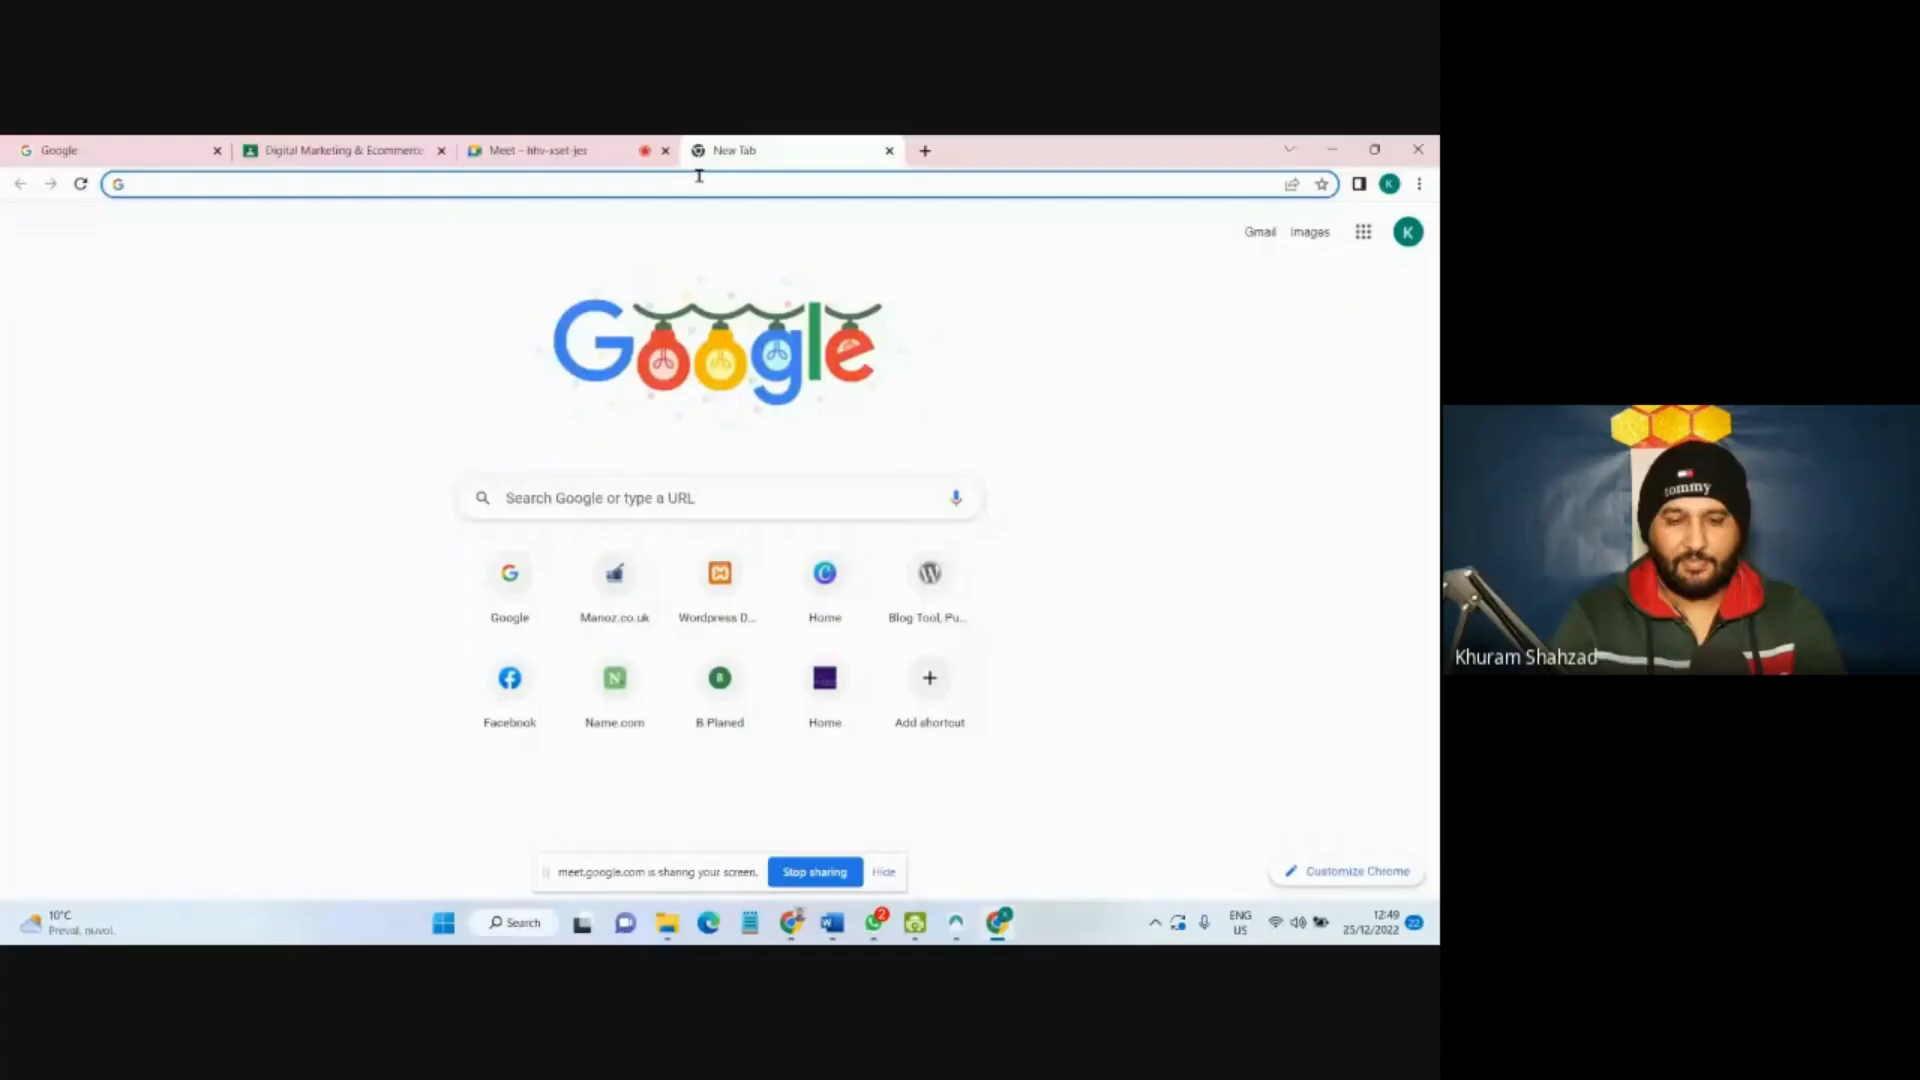 Google
Digital Marketing & Ecommerce
Meet – hhv-xset-jes
New Tab
Gmail
Images
K
Google
Search Google or type a URL
Google
Manoz.co.uk
Wordpress D...
Home
Blog Tool, Pu...
Facebook
Name.com
B Planed
Home
Add shortcut
tommy
Khuram Shahzad
meet.google.com is sharing your screen.
Stop sharing
Hide
Customize Chrome
10°C
Preval. nuvol.
Search
2
ENG
US
12:49
25/12/2022
22